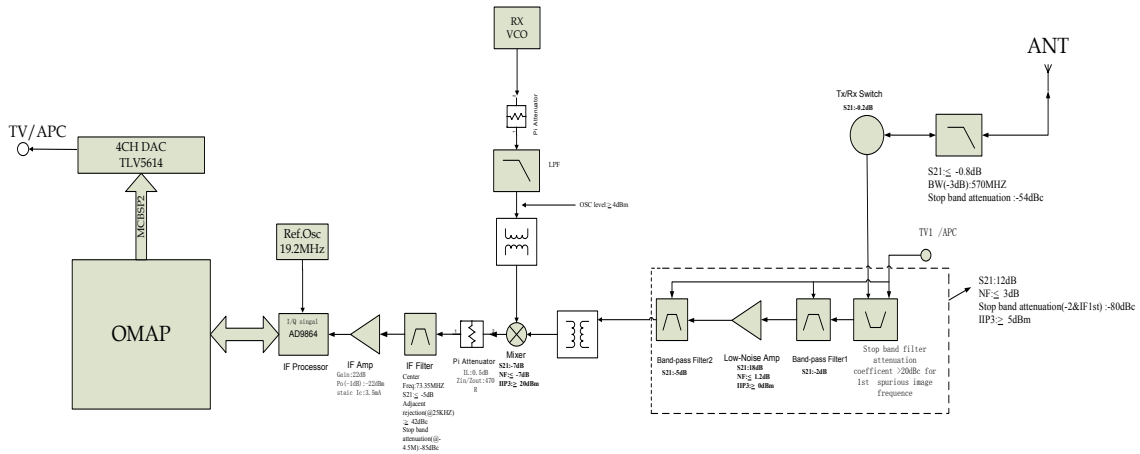 RX
VCO
ANT
Tx/Rx Switch
S21:-0.2dB
2
Pi Attenuator
1
TV/APC
4CH DAC
TLV5614
LPF
S21:≤ -0.8dB
BW(-3dB):570MHZ
Stop band attenuation :-54dBc
OSC level:≥ 4dBm
MCBSP2
Ref.Osc
19.2MHz
TV1 /APC
S21:12dB
NF:≤ 3dB
Stop band attenuation(-2&IF1st) :-80dBc
IIP3:≥ 5dBm
OMAP
I/Q singal
AD9864
IF Processor
IF Amp
Gain:22dB
Po(-1dB) :-22dBm
staic Ic:3.5mA
IF Filter
Center
Freq:73.35MHZ
S21:≤ -5dB
Adjacent
rejection(@25KHZ)
:≥ 42dBc
Stop band
attenuation(@-
4.5M):-85dBc
1
2
Pi Attenuator
IL:0.5dB
Zin/Zout:470
R
Mixer
S21:-7dB
NF:≤ -7dB
IIP3:≥ 20dBm
Band-pass Filter2
S21:-5dB
Low-Noise Amp
S21:18dB
NF:≤ 1.2dB
IIP3:≥ 0dBm
Band-pass Filter1
S21:-2dB
Stop band filter
attenuation
coefficent >20dBc for
1st  spurious image
frequence